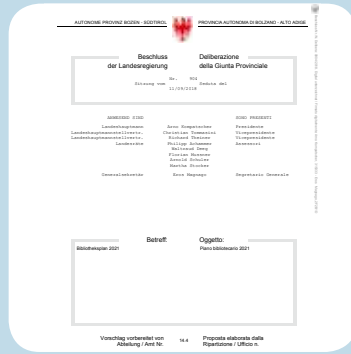 AUTONOME PROVINZ BOZEN - SÜDTIROL PROVINCIA AUTONOMA DI BOLZANO - ALTO ADIGE
Beschluss Deliberazione
der Landesregierung della Giunta Provinciale
Nr. 904
Sitzung vom Seduta del
11/09/2018
ANWESEND SIND SONO PRESENTI
Landeshauptmann Arno Kompatscher Presidente
Landeshauptmannstellvertr. Christian Tommasini Vicepresidente
Landeshauptmannstellvertr. Richard Theiner Vicepresidente
Landesräte Philipp Achammer Assessori
Waltraud Deeg
Florian Mussner
Arnold Schuler
Martha Stocker
Generalsekretär Eros Magnago Segretario Generale
Betreff: Oggetto:
Bibliotheksplan 2021 Piano bibliotecario 2021
Vorschlag vorbereitet von Proposta elaborata dalla
Abteilung / Amt Nr. 14.4 Ripartizione / Ufficio n.